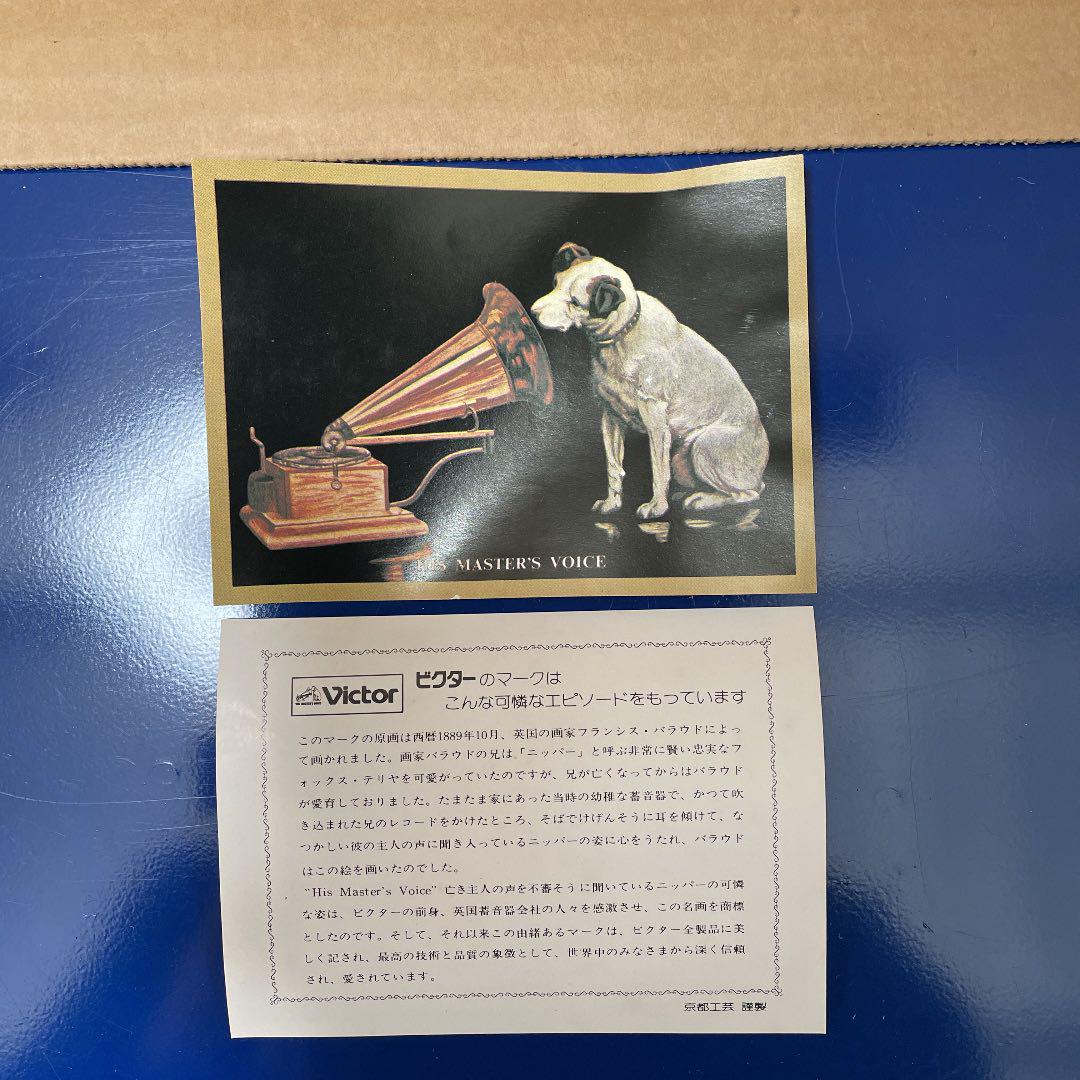 HIS MASTER'S VOICE
Victor
ビクターのマークは
こんな可憐なエピソードをもっています
このマークの原画は西暦1889年10月、英国の画家フランシス・バラウドによっ
て画かれました。画家バラウドの兄は「ニッパー」と呼ぶ非常に賢い忠実なフ
ォックス・テリヤを可愛がっていたのですが、兄が亡くなってからはバラウド
が愛育しておりました。たまたま家にあった当時の幼稚な蓄音器で、かつて吹
き込まれた兄のレコードをかけたところ、そばでけげんそうに耳を傾けて、な
つかしい彼の主人の声に聞き入っているニッパーの姿に心をうたれ、バラウド
はこの絵を画いたのでした。
"His Master's Voice" 亡き主人の声を不審そうに聞いているニッパーの可憐
な姿は、ビクターの前身、英国蓄音器会社の人々を感激させ、この名画を商標
としたのです。そして、それ以来この由緒あるマークは、ビクター全製品に美
しく記され、最高の技術と品質の象徴として、世界中のみなさまから深く信頼
され、愛されています。
京都工芸 謹製